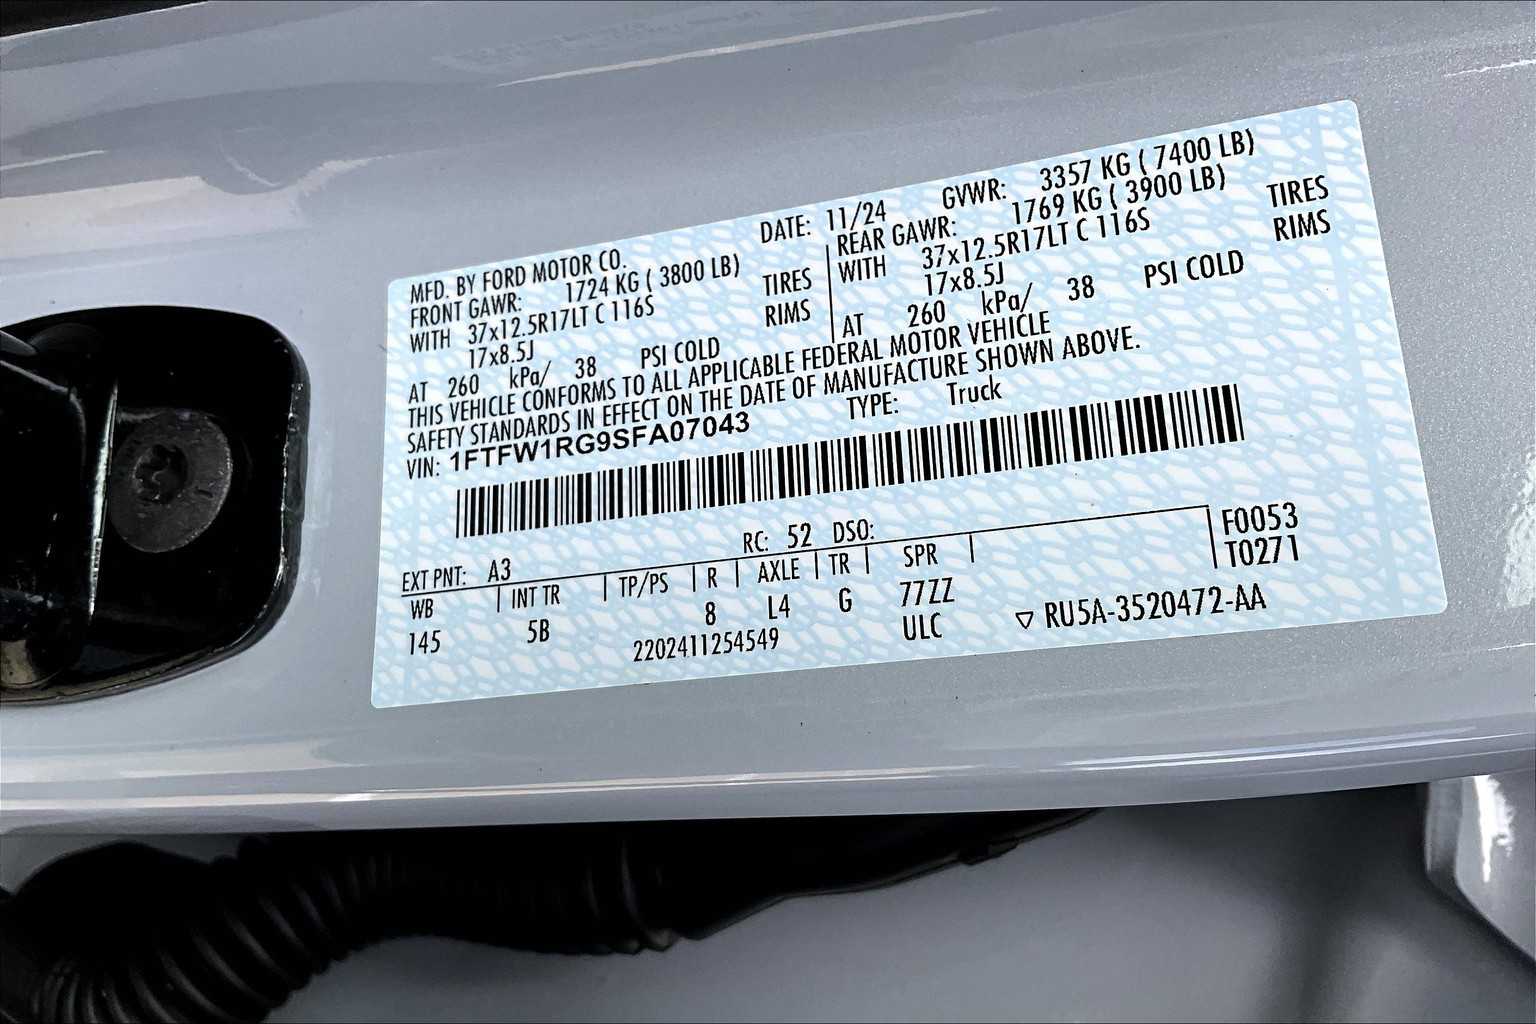 MFD. BY FORD MOTOR CO.
DATE: 11/24
GVWR: 3357 KG ( 7400 LB)
FRONT GAWR: 1724 KG ( 3800 LB)
WITH 37x12.5R17LT C 116S TIRES
17x8.5J RIMS
AT 260 kPa/ 38 PSI COLD
REAR GAWR: 1769 KG ( 3900 LB)
WITH 37x12.5R17LT C 116S TIRES
17x8.5J RIMS
AT 260 kPa/ 38 PSI COLD
THIS VEHICLE CONFORMS TO ALL APPLICABLE FEDERAL MOTOR VEHICLE
SAFETY STANDARDS IN EFFECT ON THE DATE OF MANUFACTURE SHOWN ABOVE.
VIN: 1FTFW1RG9SFA07043 TYPE: Truck
EXT PNT: A3 RC: 52 DSO: F0053
WB INT TR TP/PS R AXLE TR SPR T0271
145 5B 8 L4 G 77ZZ
2202411254549 ULC ▽ RU5A-3520472-AA